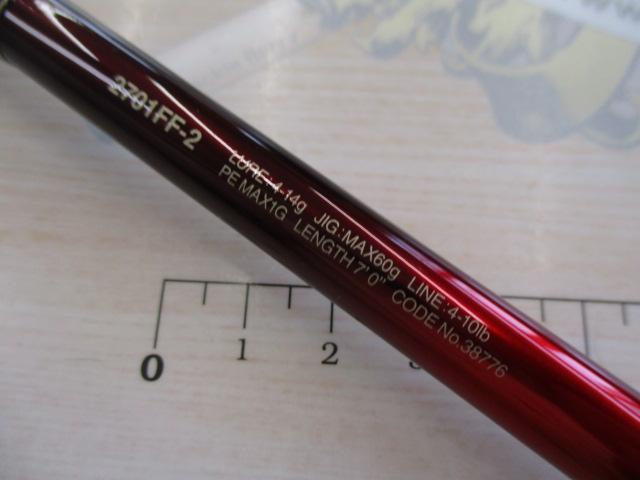 2701FF-2
LURE:4-14g JIG:MAX60g LINE:4-10lb
PE MAX1G LENGTH 7'0" CODE No.38776
0 1 2